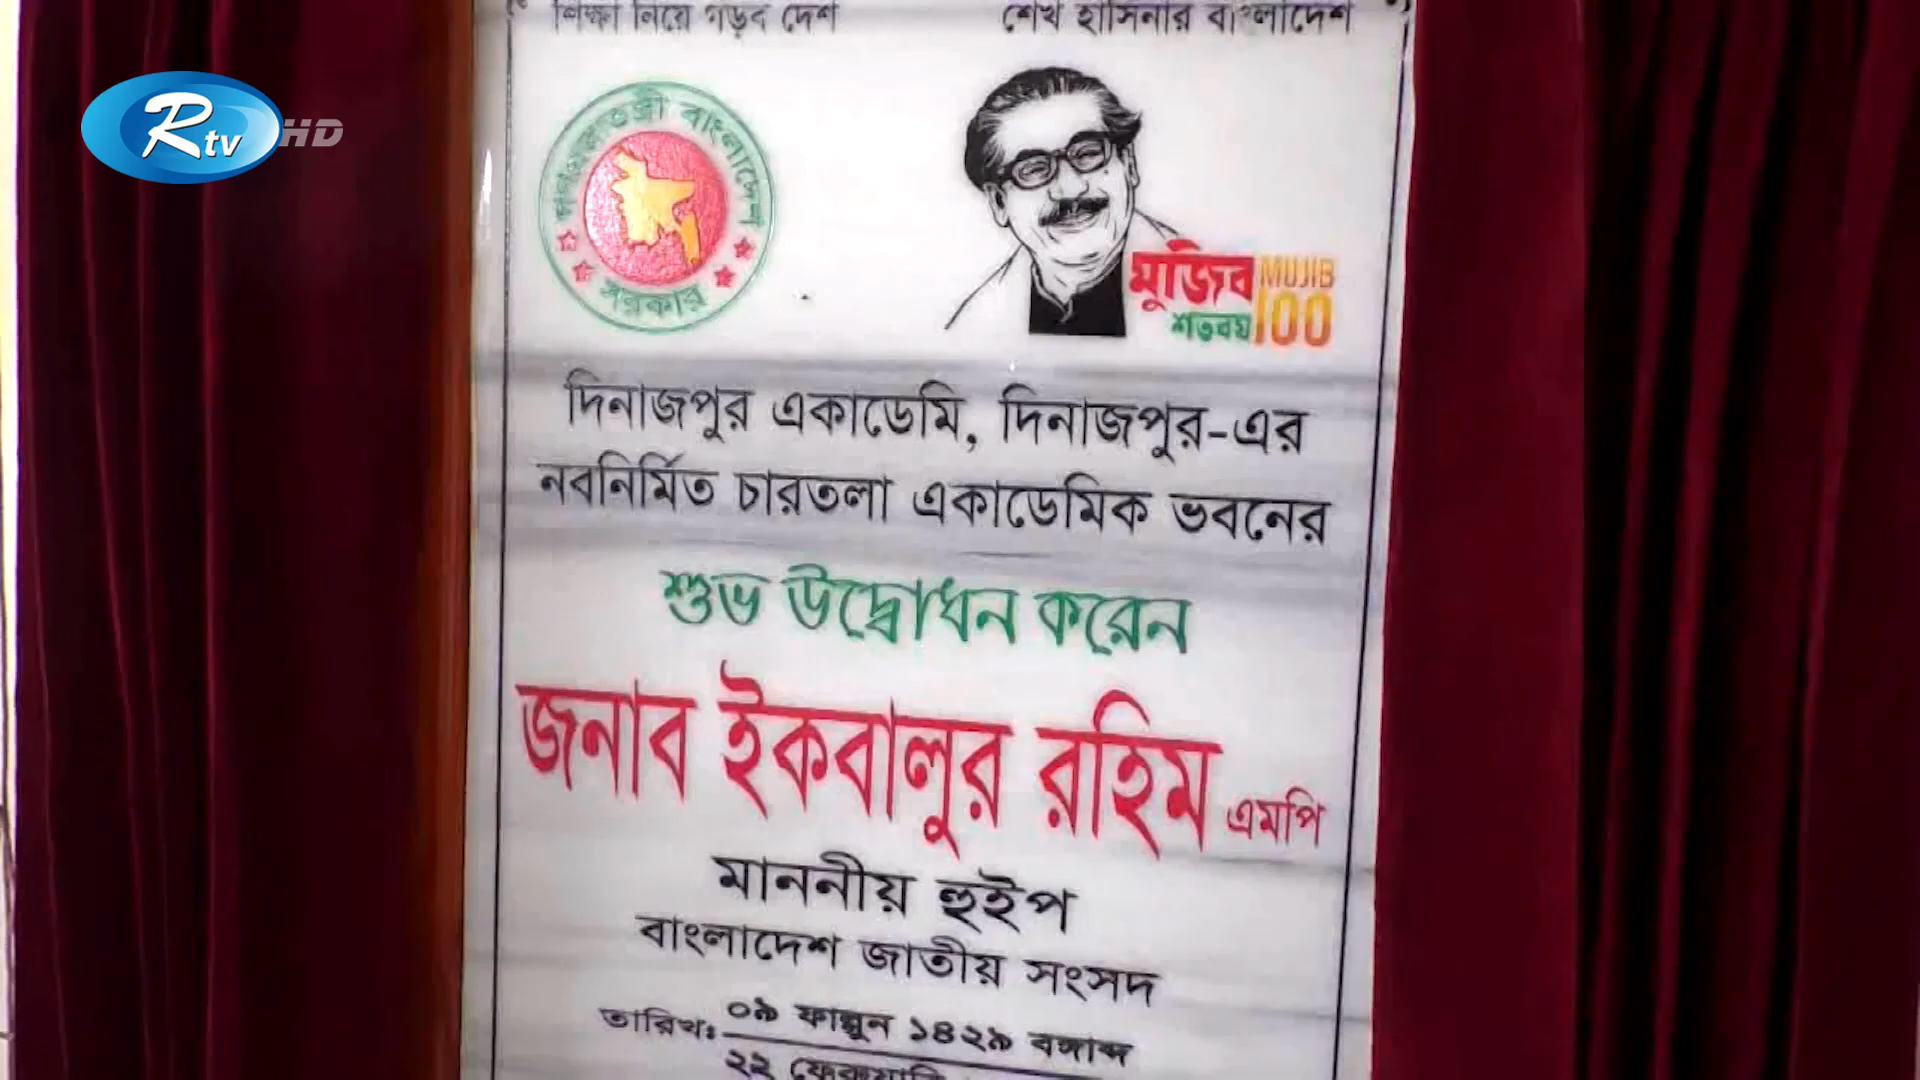 শিক্ষা নিয়ে গড়ব দেশ শেখ হাসিনার বাংলাদেশ
Rtv HD
গণপ্রজাতন্ত্রী বাংলাদেশ
সরকার
মুজিব MUJIB
শতবর্ষ 100
দিনাজপুর একাডেমি, দিনাজপুর-এর
নবনির্মিত চারতলা একাডেমিক ভবনের
শুভ উদ্বোধন করেন
জনাব ইকবালুর রহিম এমপি
মাননীয় হুইপ
বাংলাদেশ জাতীয় সংসদ
তারিখঃ ০৯ ফাল্গুন ১৪২৯ বঙ্গাব্দ
২২ ফেব্রুয়ারি